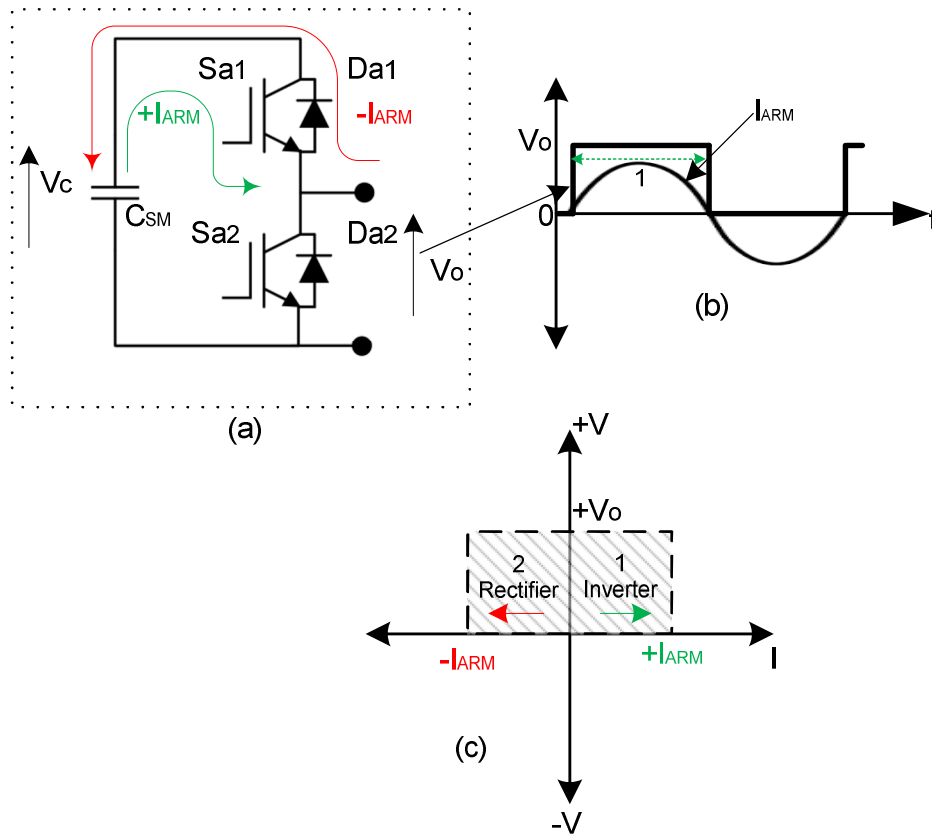 Sa1
Da1
+IARM
-IARM
Vc
CSM
Sa2
Da2
Vo
(a)
IARM
Vo
1
0
t
(b)
+V
+Vo
2
Rectifier
1
Inverter
-IARM
+IARM
I
(c)
-V